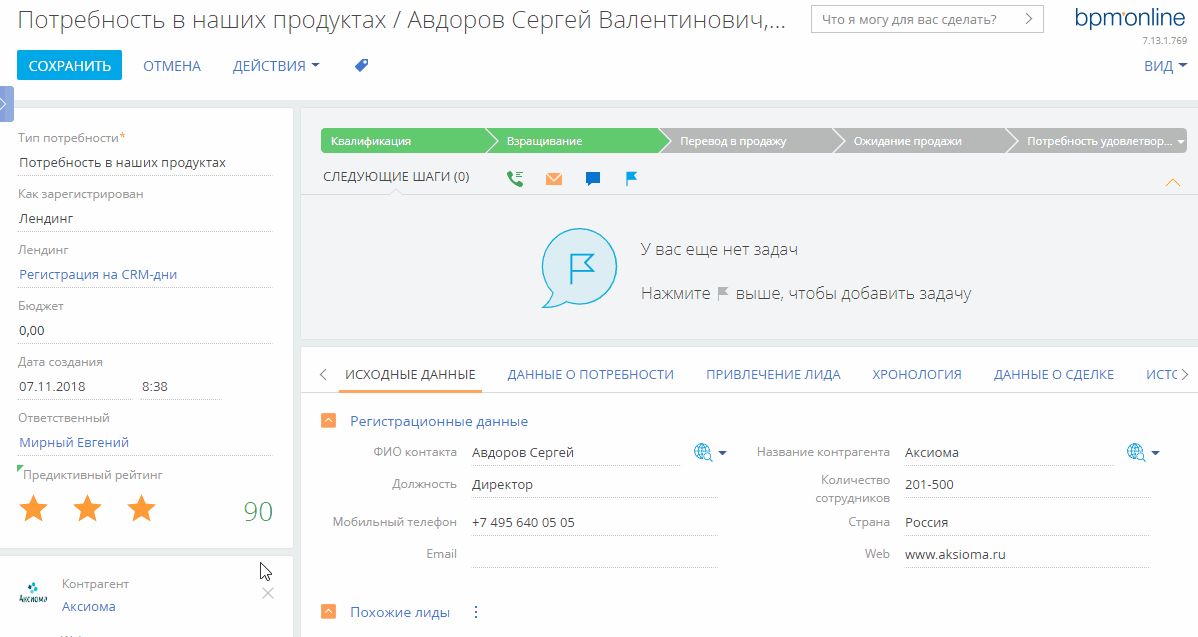 Потребность в наших продуктах / Авдоров Сергей Валентинович,...
Что я могу для вас сделать?
bpmonline
7.13.1.769
СОХРАНИТЬ
ОТМЕНА
ДЕЙСТВИЯ
ВИД
Тип потребности*
Потребность в наших продуктах
Как зарегистрирован
Лендинг
Лендинг
Регистрация на CRM-дни
Бюджет
0,00
Дата создания
07.11.2018 8:38
Ответственный
Мирный Евгений
Предиктивный рейтинг
90
Аксиома
Контрагент
Аксиома
Квалификация
Взращивание
Перевод в продажу
Ожидание продажи
Потребность удовлетвор...
СЛЕДУЮЩИЕ ШАГИ (0)
У вас еще нет задач
Нажмите выше, чтобы добавить задачу
ИСХОДНЫЕ ДАННЫЕ
ДАННЫЕ О ПОТРЕБНОСТИ
ПРИВЛЕЧЕНИЕ ЛИДА
ХРОНОЛОГИЯ
ДАННЫЕ О СДЕЛКЕ
ИСТО
Регистрационные данные
ФИО контакта Авдоров Сергей
Должность Директор
Мобильный телефон +7 495 640 05 05
Email
Название контрагента Аксиома
Количество
сотрудников 201-500
Страна Россия
Web www.aksioma.ru
Похожие лиды